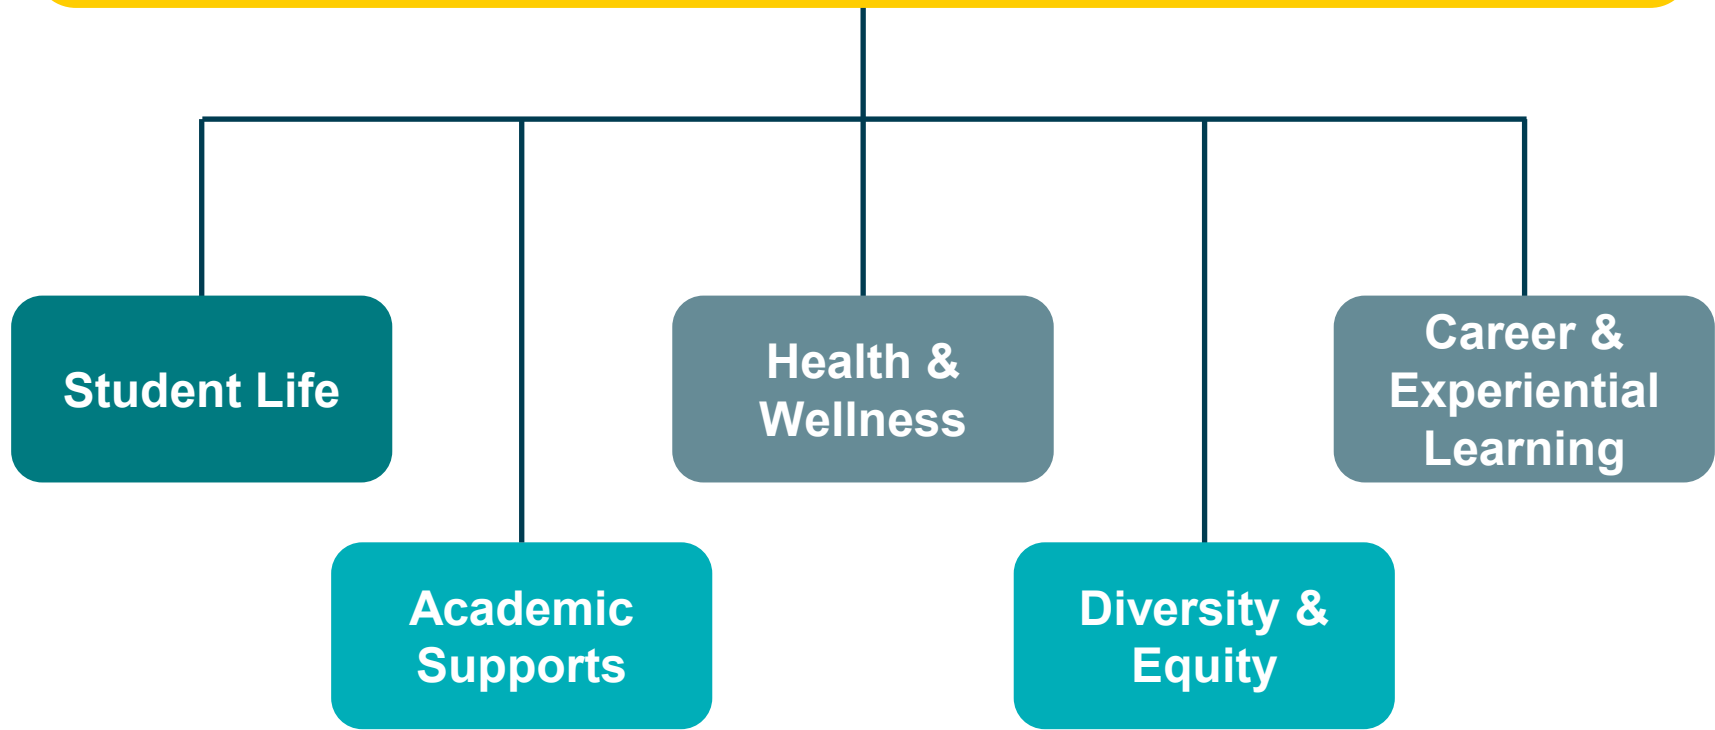 Student Life
Health &
Wellness
Career &
Experiential
Learning
Academic
Supports
Diversity &
Equity